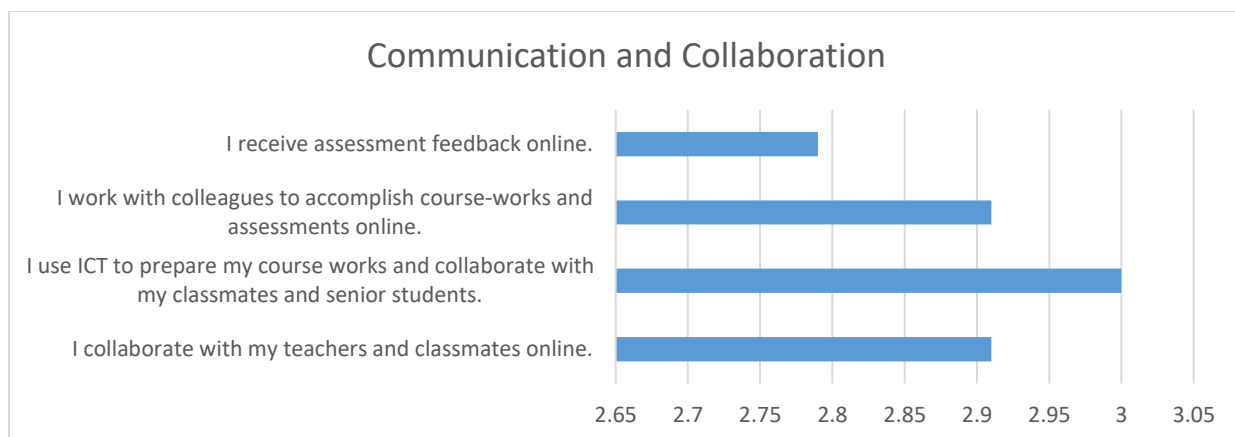 Communication and Collaboration
I receive assessment feedback online.
I work with colleagues to accomplish course-works and
assessments online.
I use ICT to prepare my course works and collaborate with
my classmates and senior students.
I collaborate with my teachers and classmates online.
2.65 2.7 2.75 2.8 2.85 2.9 2.95 3 3.05